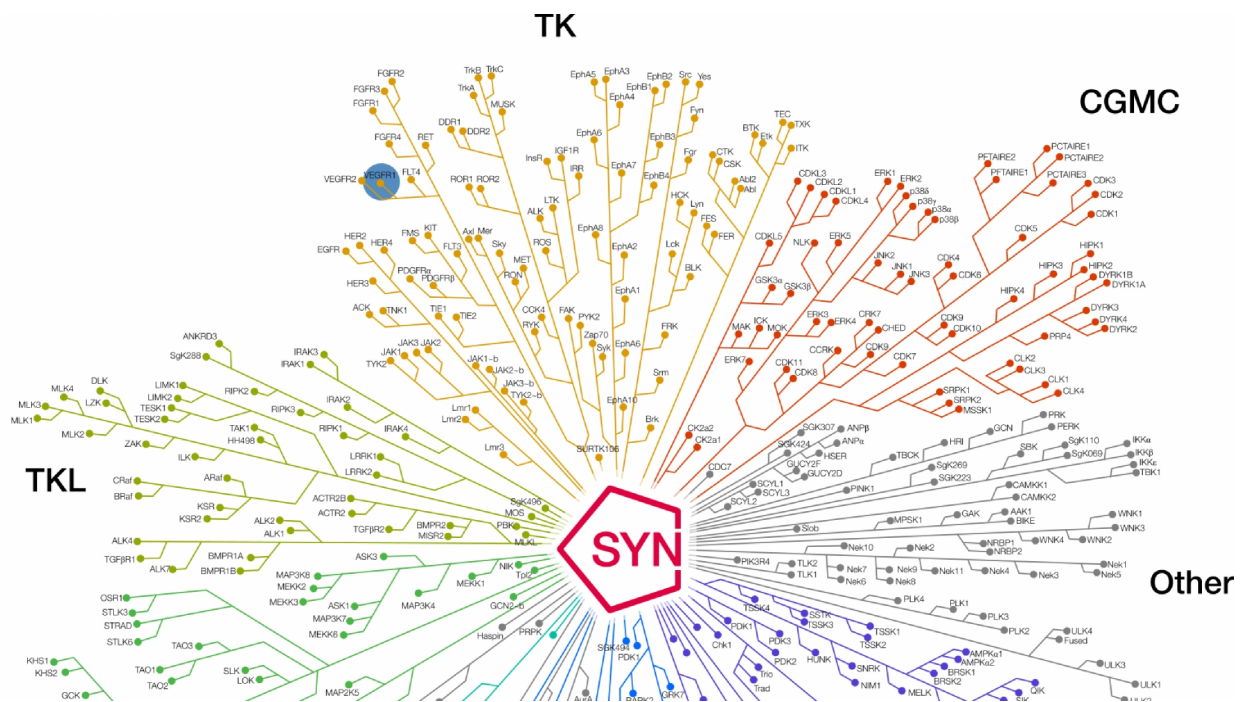 TK
CGMC
TKL
Other
SYN
FGFR2
FGFR3
FGFR1
FGFR4
RET
VEGFR2
VEGFR1
FLT4
TrkB
TrkC
TrkA
MUSK
DDR1
DDR2
ROR1
ROR2
InsR
IGF1R
IRR
LTK
ALK
ROS
EphA5
EphA3
EphA4
EphA6
EphA7
EphA8
EphA2
EphA1
EphA6
EphA10
EphB1
EphB2
EphB3
EphB4
Src
Yes
Fyn
Fgr
HCK
Lyn
Lck
BLK
FRK
Srm
Brk
CTK
CSK
Abl2
Abl
FES
FER
TEC
TXK
BTK
Etk
ITK
HER2
EGFR
HER4
HER3
FMS
KIT
FLT3
PDGFRα
PDGFRβ
Axl
Mer
Sky
MET
RON
ACK
TNK1
TIE1
TIE2
CCK4
RYK
FAK
PYK2
Zap70
Syk
JAK3
JAK2
JAK1
TYK2
JAK1~b
JAK2~b
JAK3~b
TYK2~b
Lmr1
Lmr2
Lmr3
SURTK106
CDKL3
CDKL2
CDKL1
CDKL4
CDKL5
ERK1
ERK2
p38δ
p38γ
p38α
p38β
NLK
ERK5
JNK2
JNK1
JNK3
GSK3α
GSK3β
MAK
ICK
MOK
ERK3
ERK4
ERK7
CRK7
CHED
CCRK
CDK9
CDK7
CDK11
CDK8
CDK9
CDK10
CDK4
CDK6
CDK5
PFTAIRE2
PFTAIRE1
PCTAIRE1
PCTAIRE2
PCTAIRE3
CDK3
CDK2
CDK1
HIPK1
HIPK2
HIPK3
HIPK4
DYRK1B
DYRK1A
DYRK3
DYRK4
DYRK2
PRP4
CLK2
CLK3
CLK1
CLK4
SRPK1
SRPK2
MSSK1
CK2a2
CK2a1
CDC7
ANKRD3
SgK288
DLK
MLK4
LZK
MLK3
MLK1
MLK2
LIMK1
LIMK2
TESK1
TESK2
RIPK2
RIPK3
RIPK1
IRAK3
IRAK1
IRAK2
IRAK4
TAK1
HH498
ZAK
ILK
LRRK1
LRRK2
CRaf
BRaf
ARaf
KSR
KSR2
ACTR2B
ACTR2
TGFβR2
BMPR2
MISR2
ALK2
ALK1
ALK4
TGFβR1
ALK7
BMPR1A
BMPR1B
SgK496
MOS
PBK
MLKL
ASK3
MAP3K8
MEKK2
MEKK3
ASK1
MAP3K7
MEKK6
MAP3K4
MEKK1
NIK
Tpl2
GCN2~b
Haspin
PRPK
OSR1
STLK3
STRAD
STLK6
TAO3
TAO1
TAO2
SLK
LOK
KHS1
KHS2
GCK
MAP2K5
SGK307
ANPβ
ANPα
SGK424
HSER
GUCY2F
GUCY2D
SCYL1
SCYL3
SCYL2
TBCK
PINK1
HRI
GCN
PRK
PERK
SgK269
SGK223
SBK
SgK110
SgK069
IKKα
IKKβ
IKKε
TBK1
CAMKK1
CAMKK2
Slob
MPSK1
GAK
AAK1
BIKE
NRBP1
NRBP2
WNK1
WNK3
WNK4
WNK2
PIK3R4
TLK2
TLK1
Nek10
Nek2
Nek7
Nek6
Nek9
Nek8
Nek11
Nek4
Nek3
Nek1
Nek5
PLK4
PLK1
PLK3
PLK2
ULK4
Fused
ULK3
ULK1
TSSK4
SSTK
TSSK3
TSSK1
TSSK2
PDK1
Chk1
PDK3
PDK2
HUNK
SNRK
NIM1
MELK
AMPKα1
AMPKα2
BRSK1
BRSK2
QIK
SIK
Trio
Trad
SGK494
PDK1
GRK7
AurA